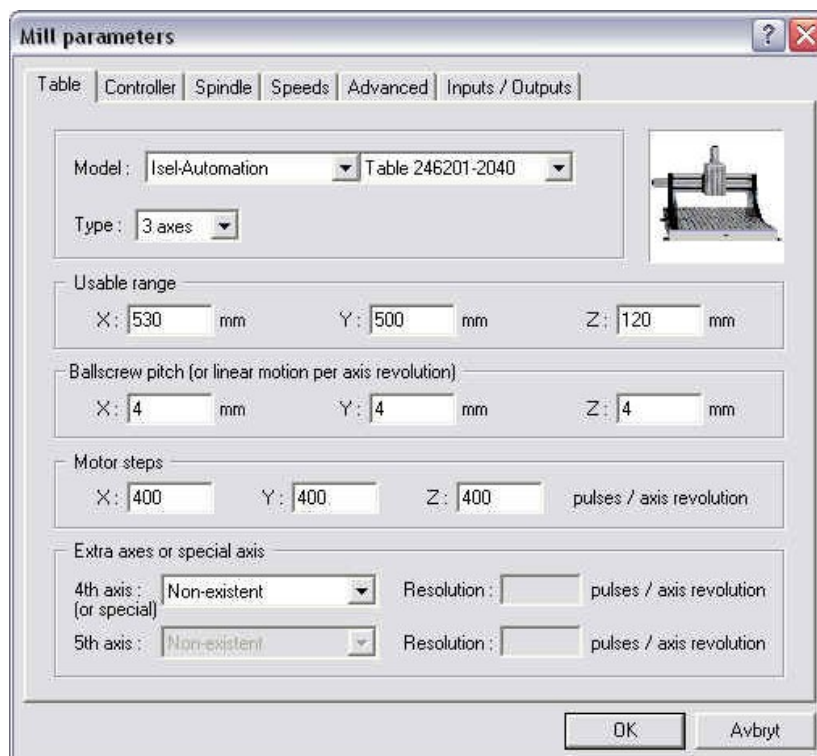 Mill parameters
Table Controller Spindle Speeds Advanced Inputs / Outputs
Model : Isel-Automation Table 246201-2040
Type : 3 axes
Usable range
X : 530 mm Y : 500 mm Z : 120 mm
Ballscrew pitch (or linear motion per axis revolution)
X : 4 mm Y : 4 mm Z : 4 mm
Motor steps
X : 400 Y : 400 Z : 400 pulses / axis revolution
Extra axes or special axis
4th axis : Non-existent Resolution : pulses / axis revolution
(or special)
5th axis : Non-existent Resolution : pulses / axis revolution
OK Avbryt